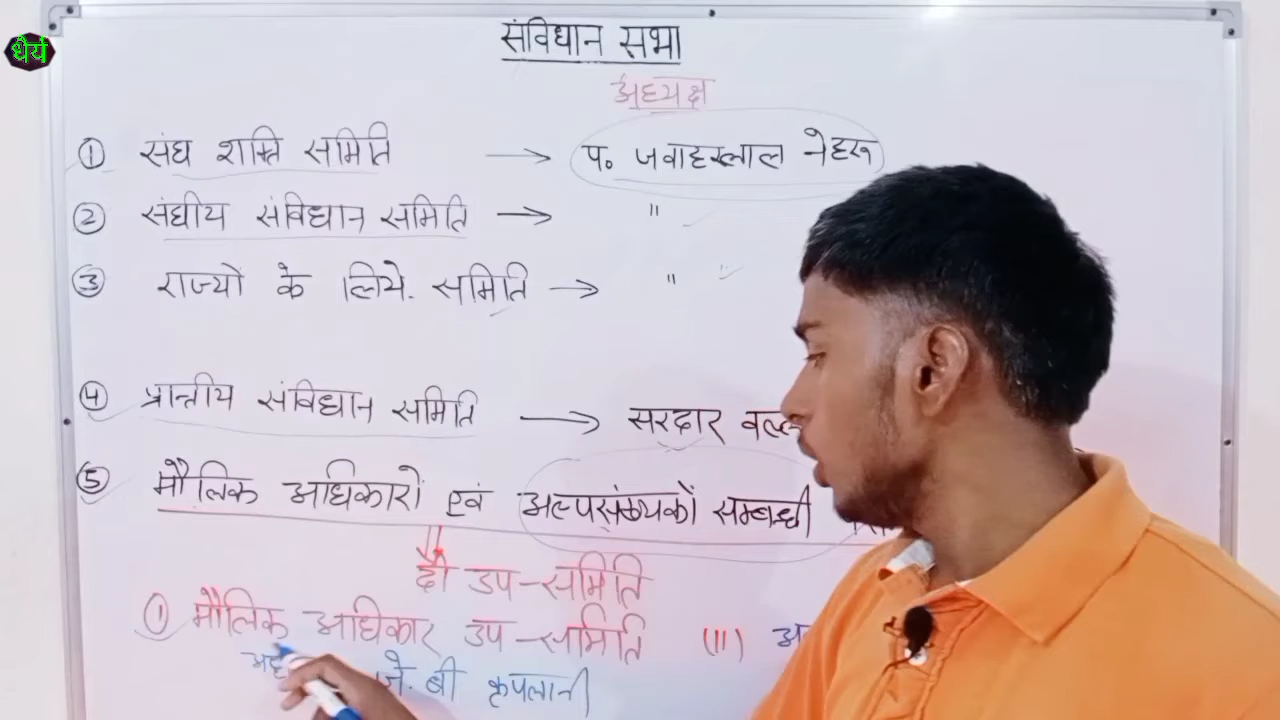 धैर्य
संविधान सभा
अध्यक्ष
① संघ शक्ति समिति → प॰ जवाहरलाल नेहरू
② संघीय संविधान समिति → "
③ राज्यों के लिये. समिति → "
④ प्रान्तीय संविधान समिति → सरदार
⑤ मौलिक अधिकारों एवं अल्पसंख्यकों सम्बन्धी
दो उप-समिति
① मौलिक अधिकार उप-समिति (II)
जे. बी कृपलानी